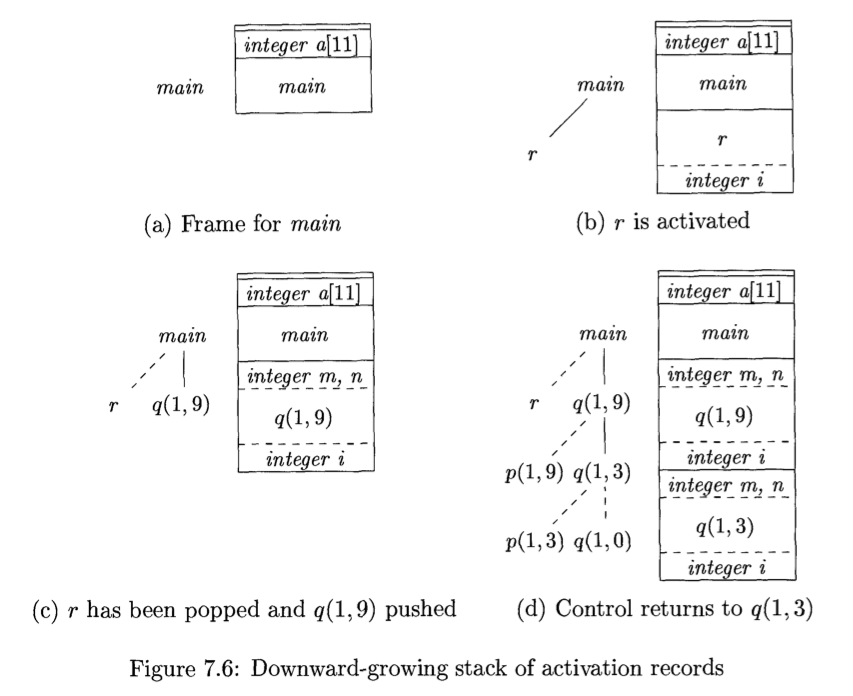 integer a[11]
main main
(a) Frame for main
integer a[11]
main main
r
r
integer i
(b) r is activated
integer a[11]
main main
integer m, n
r q(1, 9) q(1, 9)
integer i
(c) r has been popped and q(1, 9) pushed
integer a[11]
main main
integer m, n
r q(1, 9) q(1, 9)
integer i
p(1, 9) q(1, 3)
integer m, n
q(1, 3)
p(1, 3) q(1, 0)
integer i
(d) Control returns to q(1, 3)
Figure 7.6: Downward-growing stack of activation records